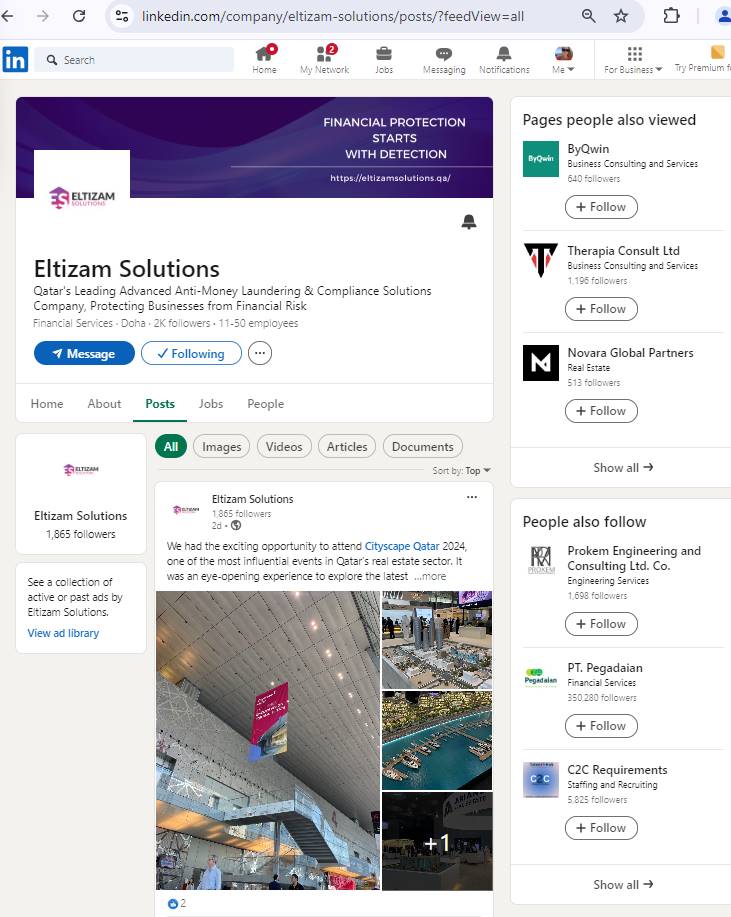 linkedin.com/company/eltizam-solutions/posts/?feedView=all
in
Search
Home
2
My Network
Jobs
Messaging
Notifications
Me
For Business
Try Premium f
FINANCIAL PROTECTION
STARTS
WITH DETECTION
https://eltizamsolutions.qa/
ELTIZAM
SOLUTIONS
Eltizam Solutions
Qatar's Leading Advanced Anti-Money Laundering & Compliance Solutions
Company, Protecting Businesses from Financial Risk
Financial Services · Doha · 2K followers · 11-50 employees
Message
Following
Home
About
Posts
Jobs
People
ELTIZAM
Eltizam Solutions
1,865 followers
See a collection of
active or past ads by
Eltizam Solutions.
View ad library
All
Images
Videos
Articles
Documents
Sort by: Top
ELTIZAM
Eltizam Solutions
1,865 followers
2d •
We had the exciting opportunity to attend Cityscape Qatar 2024,
one of the most influential events in Qatar's real estate sector. It
was an eye-opening experience to explore the latest ...more
+1
2
Pages people also viewed
ByQwin
ByQwin
Business Consulting and Services
640 followers
+ Follow
Therapia Consult Ltd
Business Consulting and Services
1,196 followers
+ Follow
Novara Global Partners
Real Estate
513 followers
+ Follow
Show all →
People also follow
PROKEM
Prokem Engineering and
Consulting Ltd. Co.
Engineering Services
1,698 followers
+ Follow
Pegadaian
PT. Pegadaian
Financial Services
350,280 followers
+ Follow
C2C
C2C Requirements
Staffing and Recruiting
5,825 followers
+ Follow
Show all →